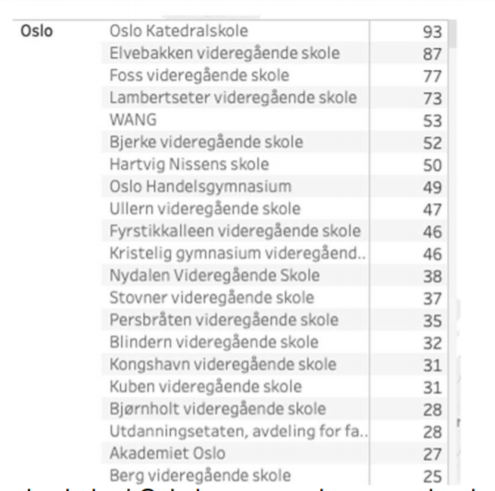 Oslo Oslo Katedralskole 93
Elvebakken videregående skole 87
Foss videregående skole 77
Lambertseter videregående skole 73
WANG 53
Bjerke videregående skole 52
Hartvig Nissens skole 50
Oslo Handelsgymnasium 49
Ullern videregående skole 47
Fyrstikkalleen videregående skole 46
Kristelig gymnasium videregåend.. 46
Nydalen Videregående Skole 38
Stovner videregående skole 37
Persbråten videregående skole 35
Blindern videregående skole 32
Kongshavn videregående skole 31
Kuben videregående skole 31
Bjørnholt videregående skole 28
Utdanningsetaten, avdeling for fa.. 28
Akademiet Oslo 27
Berg videregående skole 25